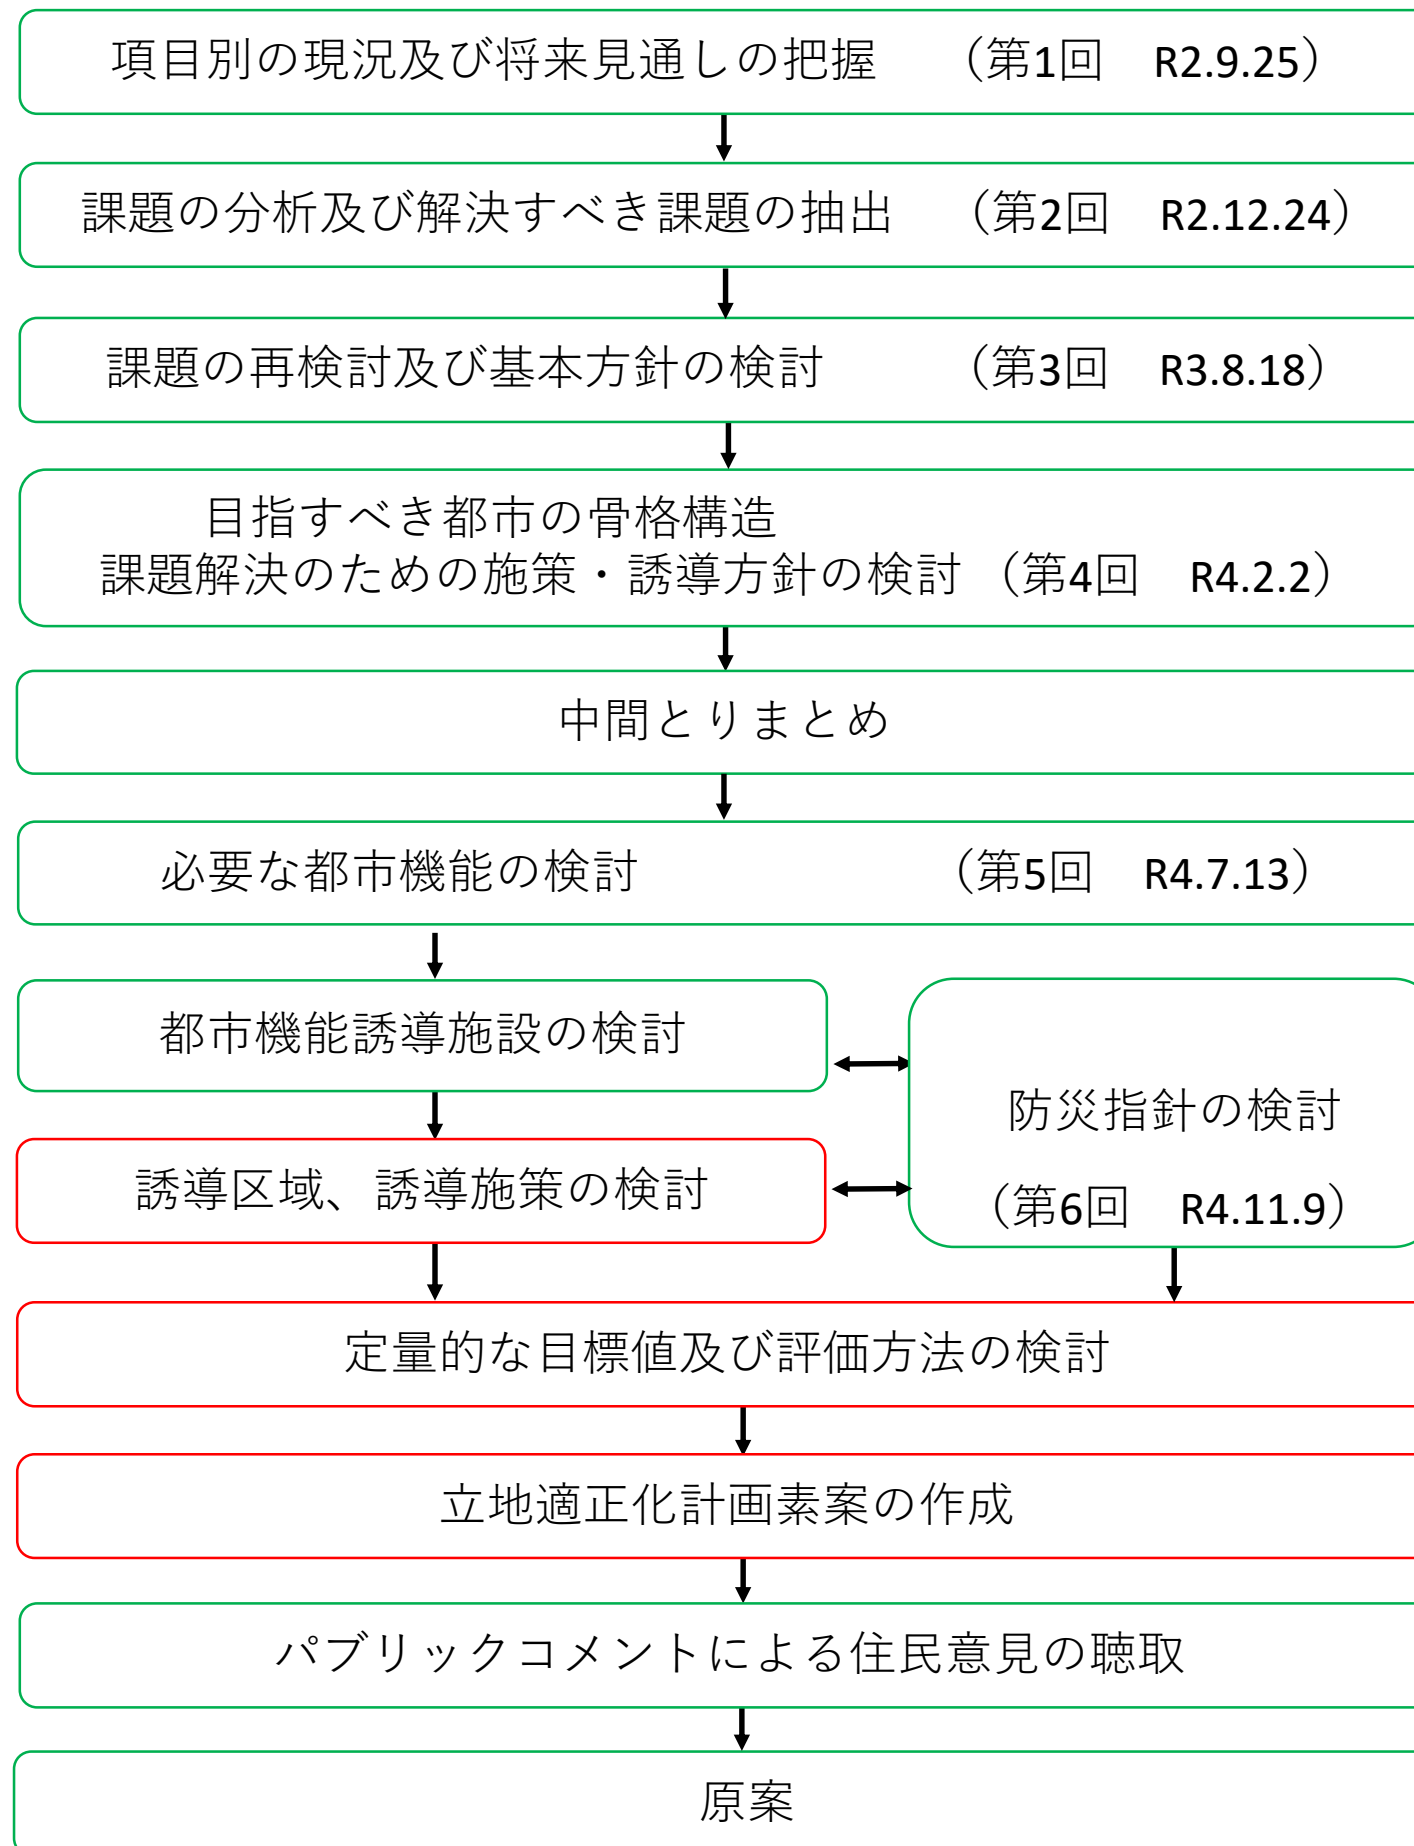 項目別の現況及び将来見通しの把握　（第1回　R2.9.25）
課題の分析及び解決すべき課題の抽出　（第2回　R2.12.24）
課題の再検討及び基本方針の検討　（第3回　R3.8.18）
目指すべき都市の骨格構造
課題解決のための施策・誘導方針の検討（第4回　R4.2.2）
中間とりまとめ
必要な都市機能の検討　（第5回　R4.7.13）
都市機能誘導施設の検討
誘導区域、誘導施策の検討
防災指針の検討
（第6回　R4.11.9）
定量的な目標値及び評価方法の検討
立地適正化計画素案の作成
パブリックコメントによる住民意見の聴取
原案